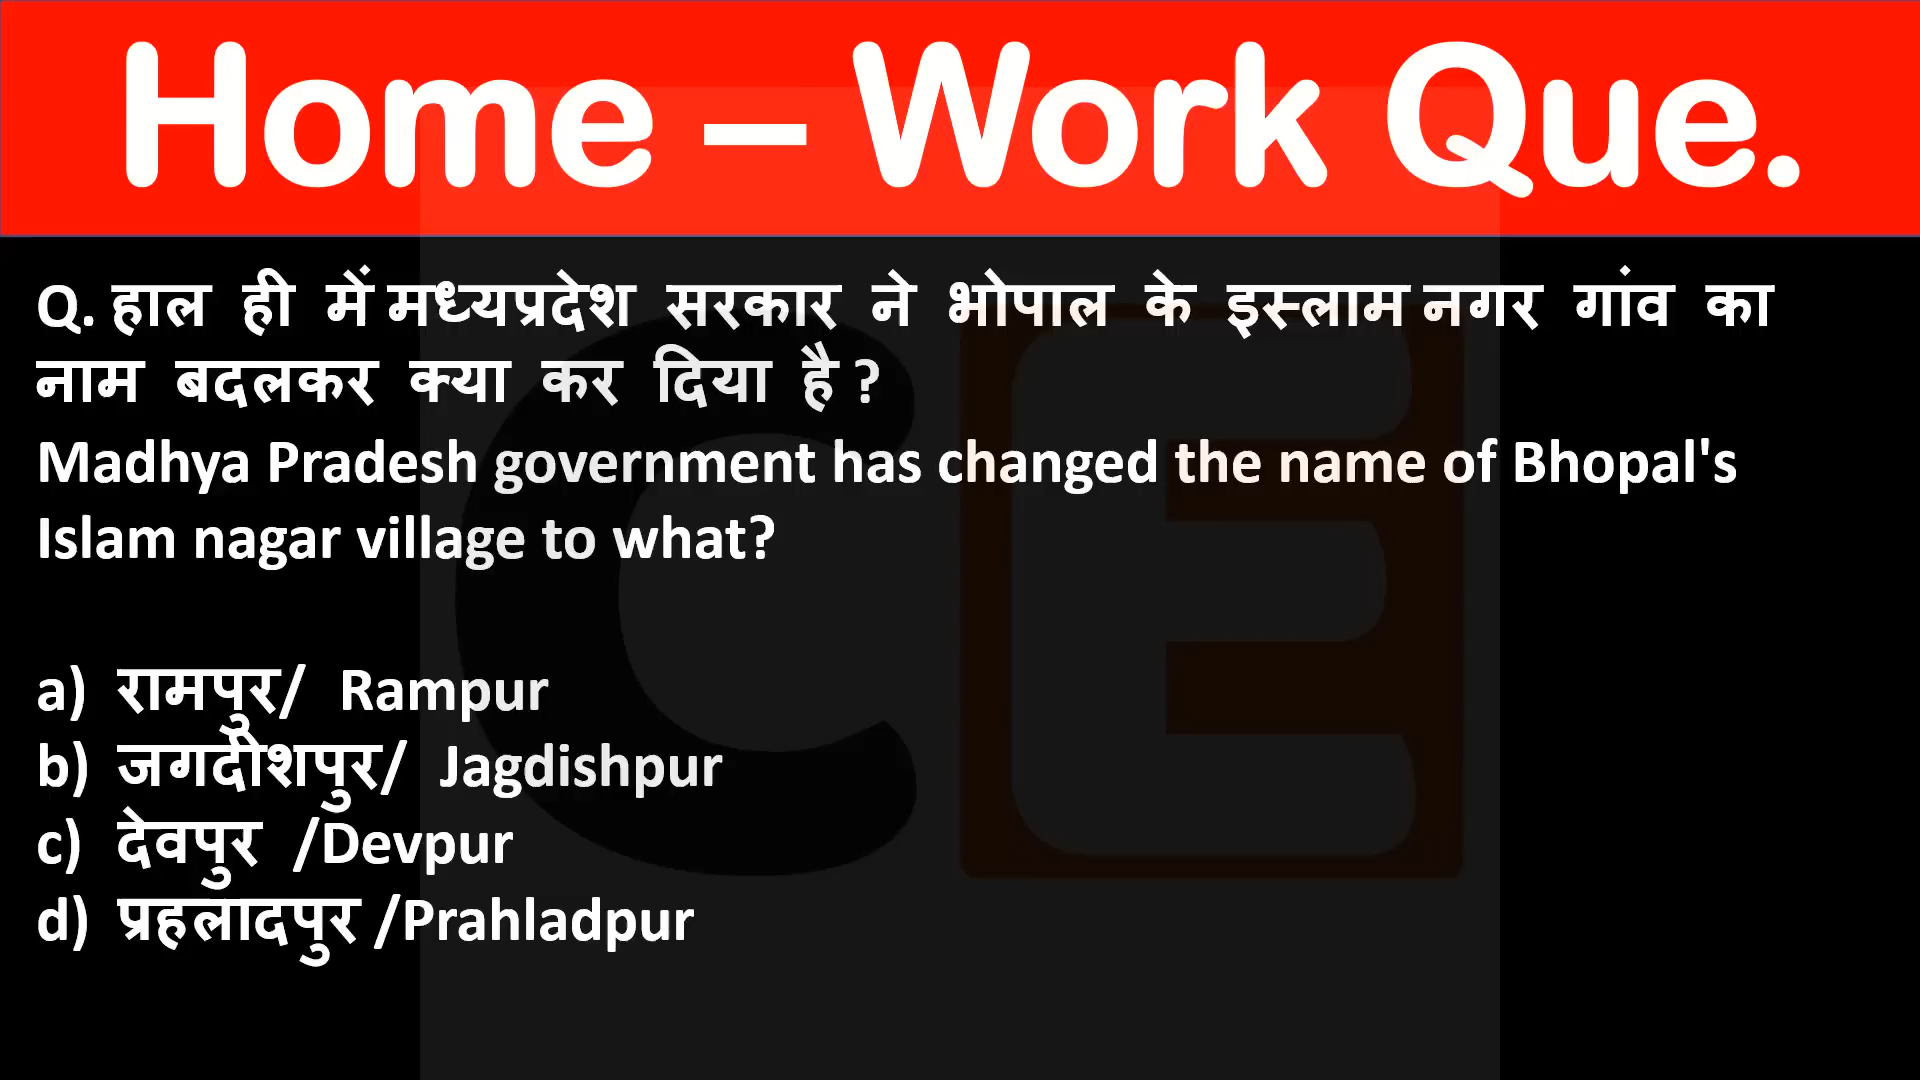 Home – Work Que.
Q. हाल ही में मध्यप्रदेश सरकार ने भोपाल के इस्लाम नगर गांव का
नाम बदलकर क्या कर दिया है ?
Madhya Pradesh government has changed the name of Bhopal's
Islam nagar village to what?
a) रामपुर/ Rampur
b) जगदीशपुर/ Jagdishpur
c) देवपुर /Devpur
d) प्रहलादपुर /Prahladpur
CE